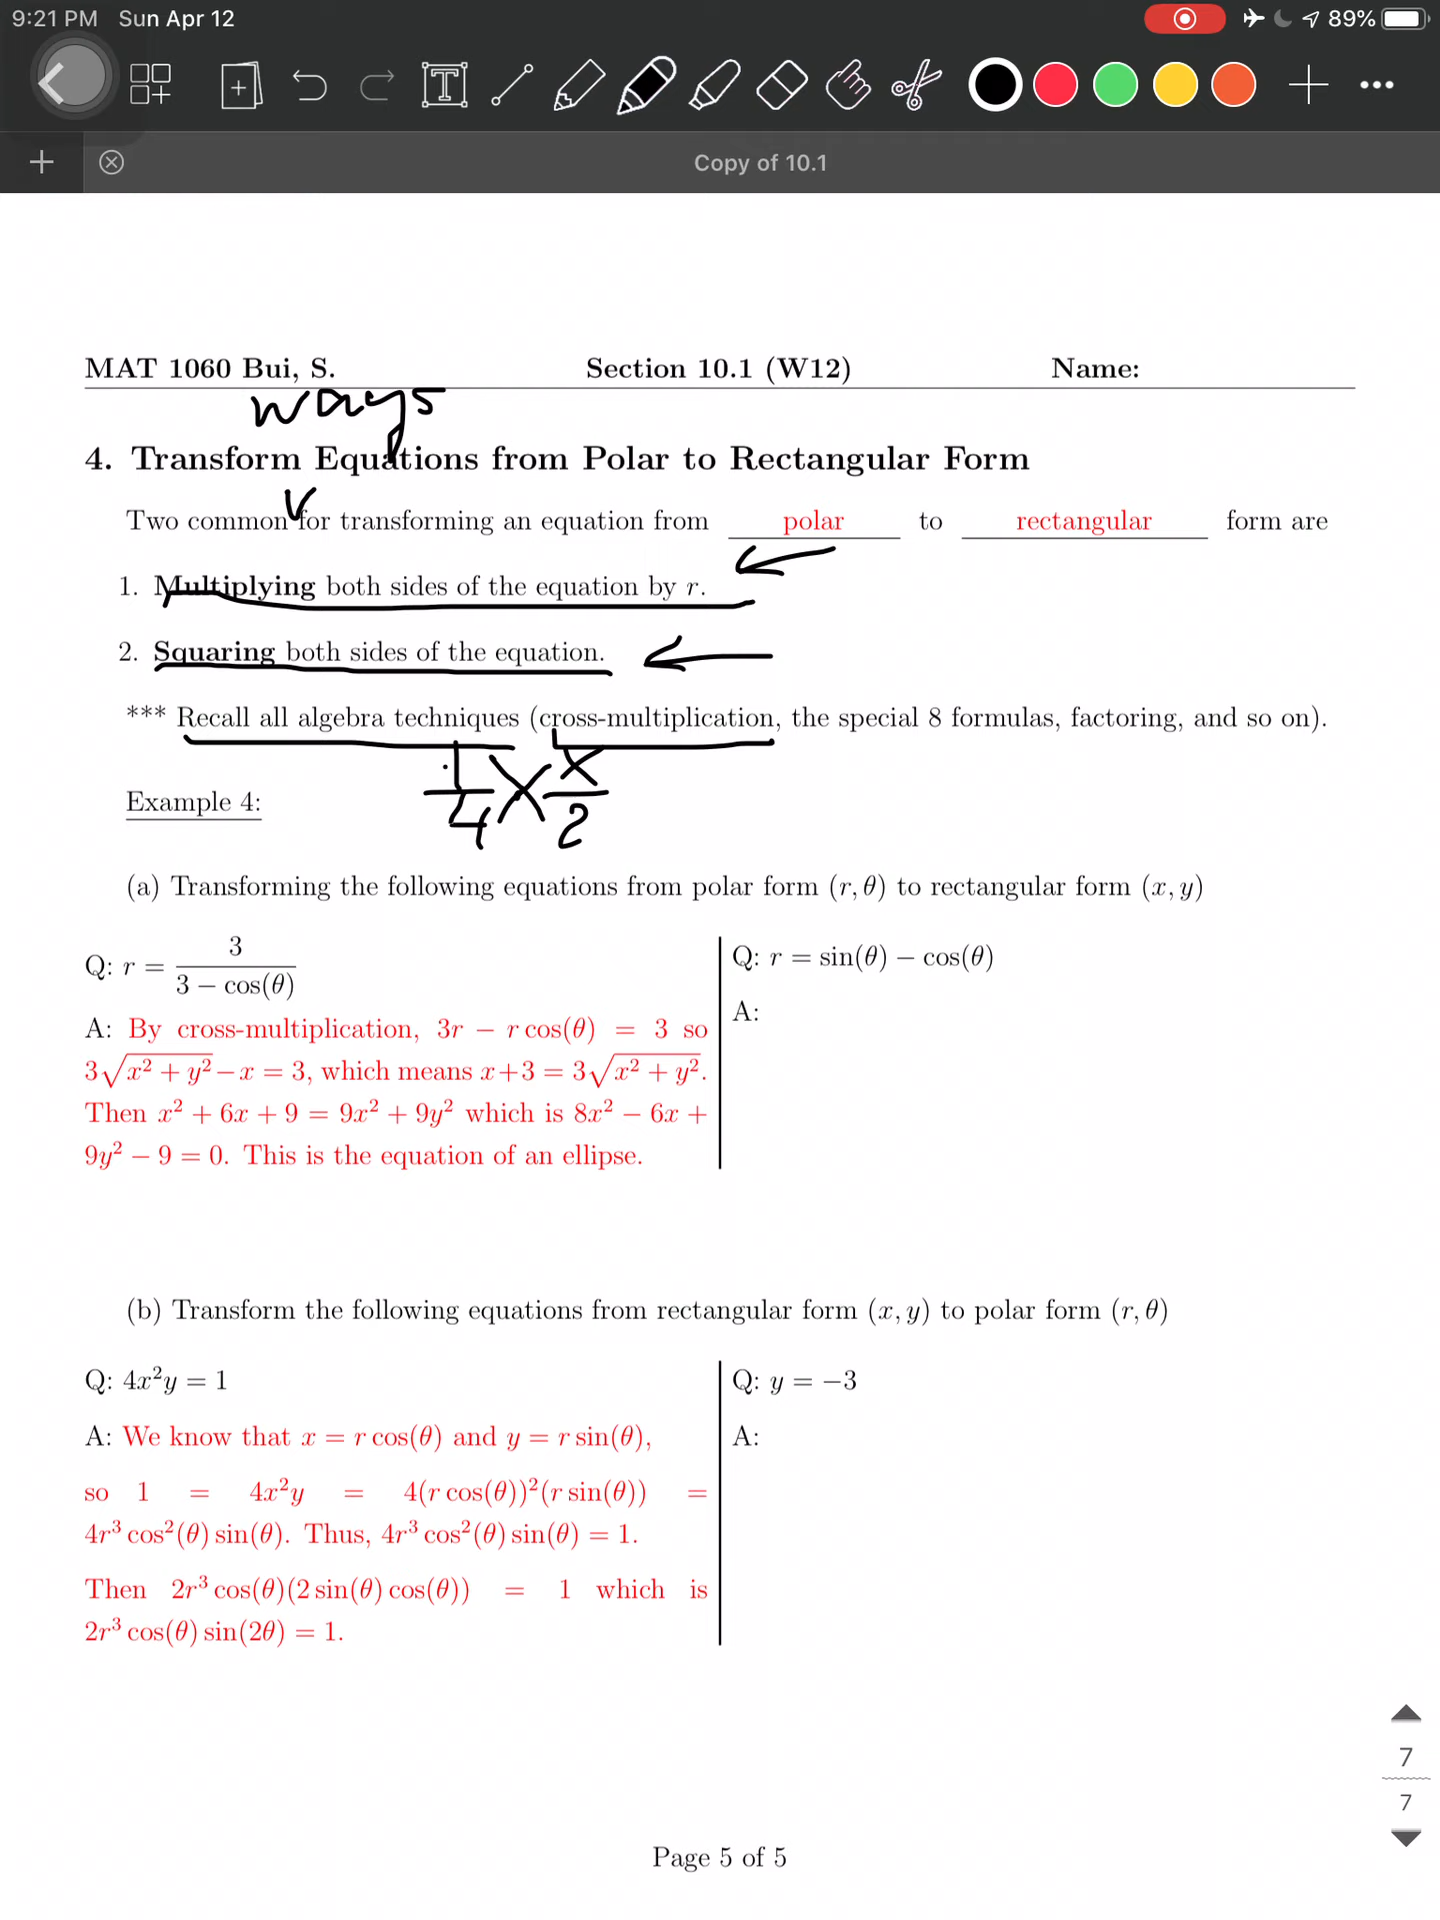 9:21 PM Sun Apr 12
89%
T
Copy of 10.1
MAT 1060 Bui, S. Section 10.1 (W12) Name:
ways
4. Transform Equations from Polar to Rectangular Form
Two common for transforming an equation from polar to rectangular form are
1. Multiplying both sides of the equation by r.
2. Squaring both sides of the equation.
*** Recall all algebra techniques (cross-multiplication, the special 8 formulas, factoring, and so on).
1/4 x/2
Example 4:
(a) Transforming the following equations from polar form (r, θ) to rectangular form (x, y)
Q: r = 3/(3 − cos(θ))
A: By cross-multiplication, 3r − r cos(θ) = 3 so
3√(x² + y²) − x = 3, which means x+3 = 3√(x² + y²).
Then x² + 6x + 9 = 9x² + 9y² which is 8x² − 6x +
9y² − 9 = 0. This is the equation of an ellipse.
Q: r = sin(θ) − cos(θ)
A:
(b) Transform the following equations from rectangular form (x, y) to polar form (r, θ)
Q: 4x²y = 1
A: We know that x = r cos(θ) and y = r sin(θ),
so 1 = 4x²y = 4(r cos(θ))²(r sin(θ)) =
4r³ cos²(θ) sin(θ). Thus, 4r³ cos²(θ) sin(θ) = 1.
Then 2r³ cos(θ)(2 sin(θ) cos(θ)) = 1 which is
2r³ cos(θ) sin(2θ) = 1.
Q: y = −3
A:
7
7
Page 5 of 5